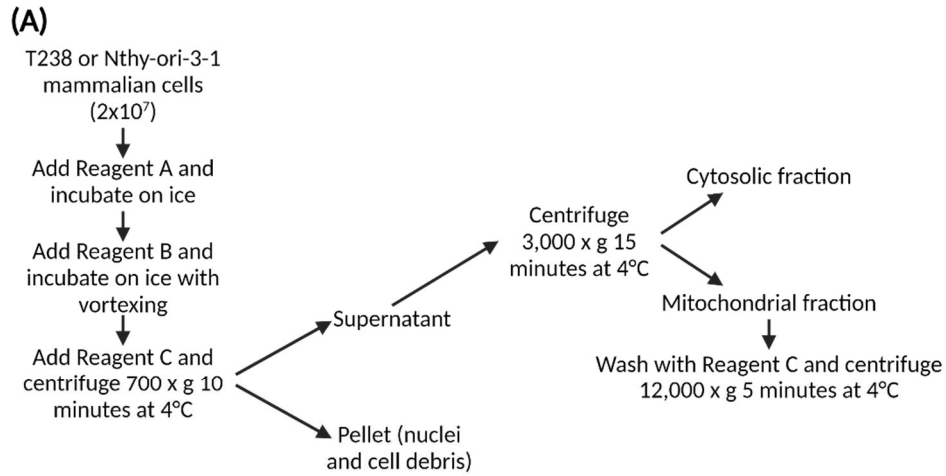 (A)
T238 or Nthy-ori-3-1
mammalian cells
(2x10⁷)
Add Reagent A and
incubate on ice
Add Reagent B and
incubate on ice with
vortexing
Add Reagent C and
centrifuge 700 x g 10
minutes at 4°C
Supernatant
Pellet (nuclei
and cell debris)
Centrifuge
3,000 x g 15
minutes at 4°C
Cytosolic fraction
Mitochondrial fraction
Wash with Reagent C and centrifuge
12,000 x g 5 minutes at 4°C